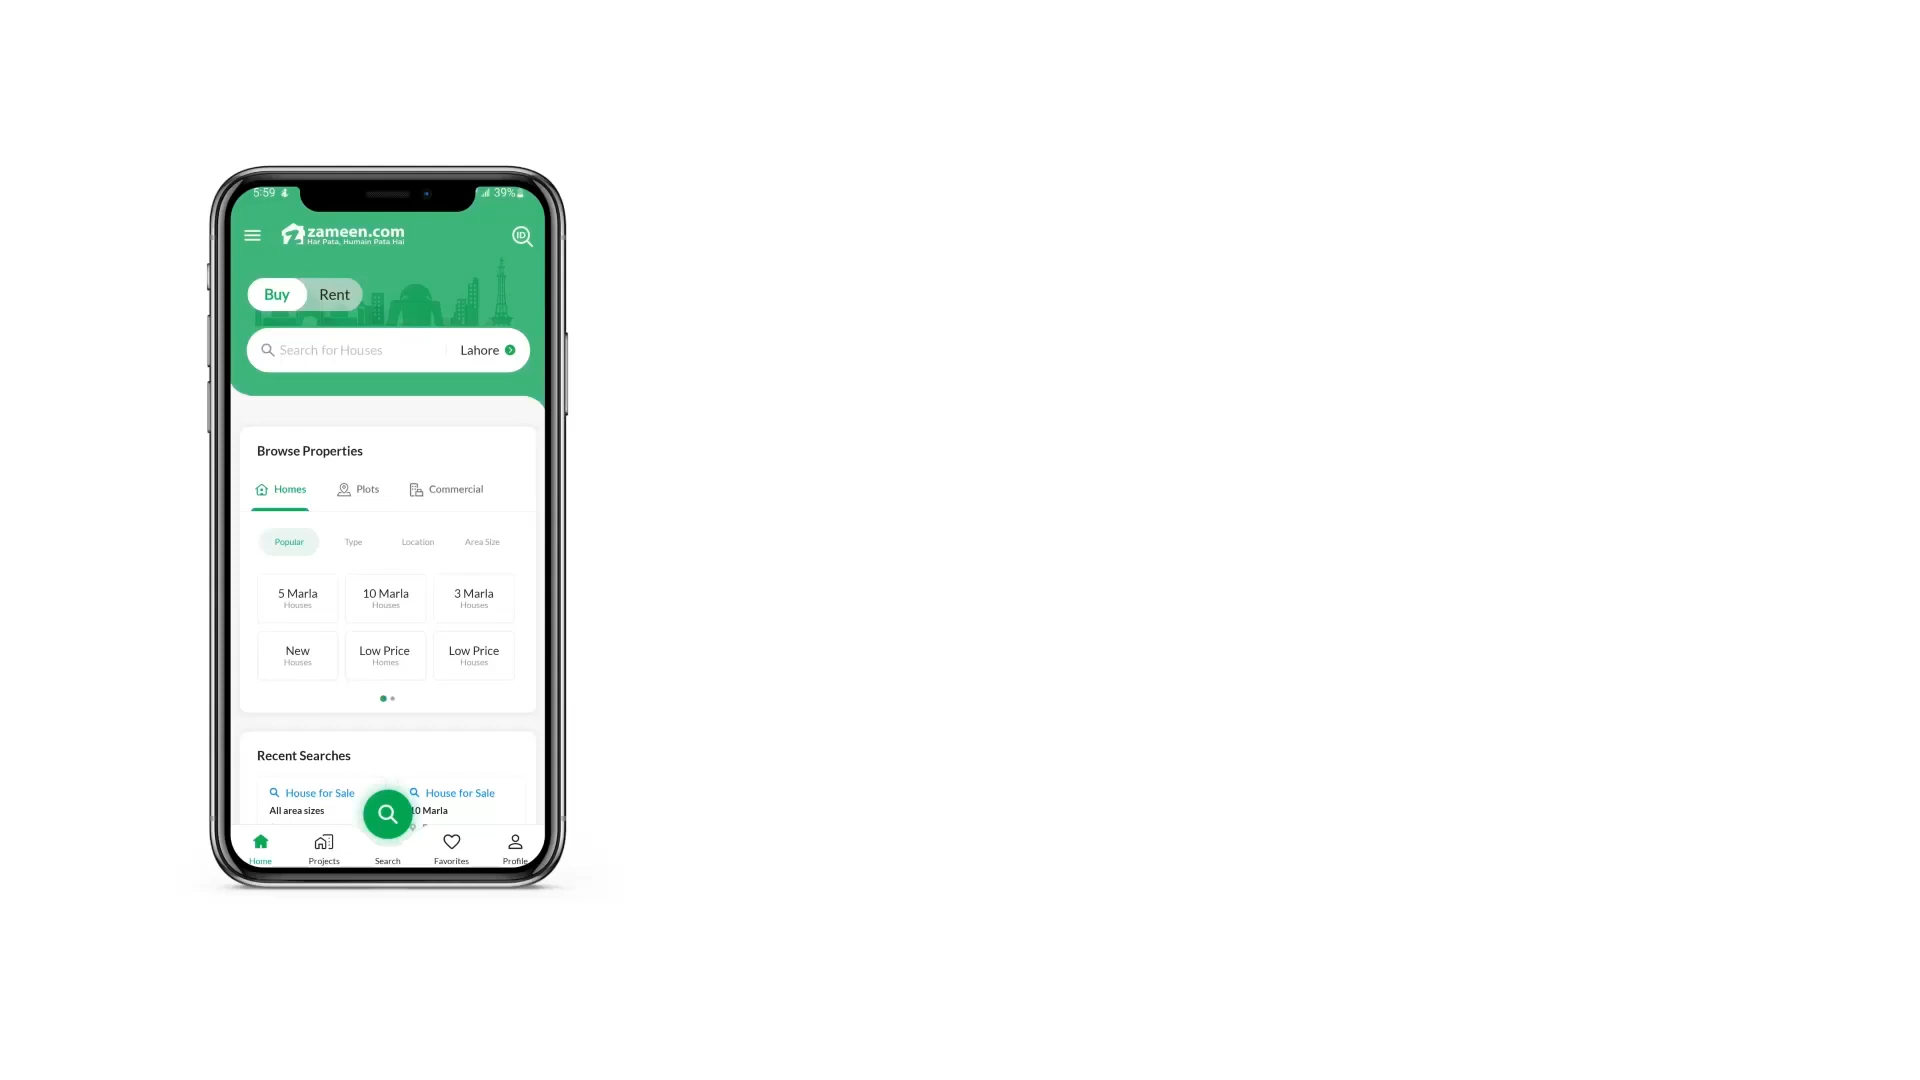 5:59
39%
zameen.com
Har Pata, Humain Pata Hai
ID
Buy Rent
Search for Houses Lahore
Browse Properties
Homes Plots Commercial
Popular Type Location Area Size
5 Marla 10 Marla 3 Marla
Houses Houses Houses
New Low Price Low Price
Houses Homes Houses
Recent Searches
House for Sale House for Sale
All area sizes 10 Marla
Home Projects Search Favorites Profile